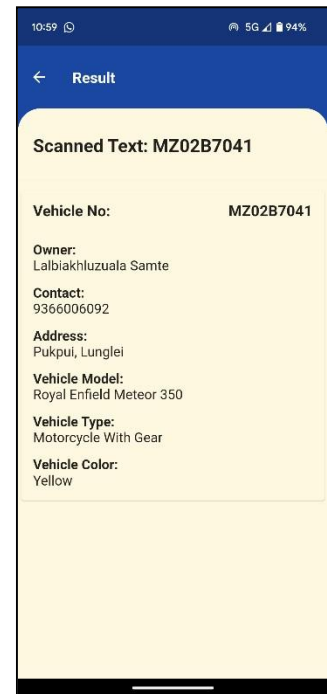 10:59 5G 94%
Result
Scanned Text: MZ02B7041
Vehicle No: MZ02B7041
Owner:
Lalbiakhluzuala Samte
Contact:
9366006092
Address:
Pukpui, Lunglei
Vehicle Model:
Royal Enfield Meteor 350
Vehicle Type:
Motorcycle With Gear
Vehicle Color:
Yellow